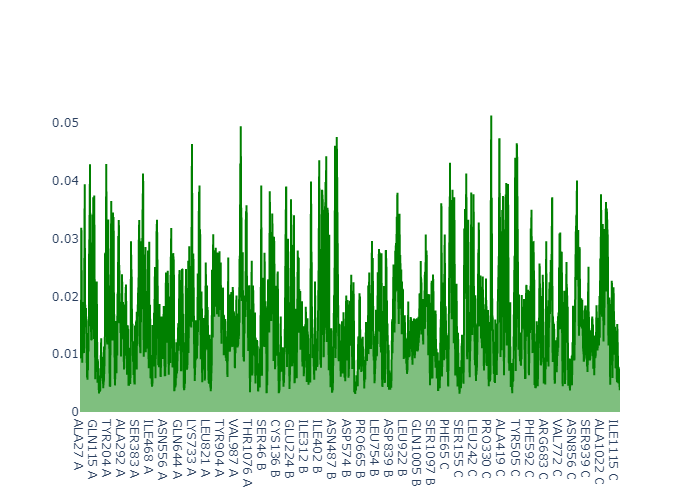 0.05
0.04
0.03
0.02
0.01
0
ALA27 A
GLN115 A
TYR204 A
ALA292 A
SER383 A
ILE468 A
ASN556 A
GLN644 A
LYS733 A
LEU821 A
TYR904 A
VAL987 A
THR1076 A
SER46 B
CYS136 B
GLU224 B
ILE312 B
ILE402 B
ASN487 B
ASP574 B
PRO665 B
LEU754 B
ASP839 B
LEU922 B
GLN1005 B
SER1097 B
PHE65 C
SER155 C
LEU242 C
PRO330 C
ALA419 C
TYR505 C
PHE592 C
ARG683 C
VAL772 C
ASN856 C
SER939 C
ALA1022 C
ILE1115 C